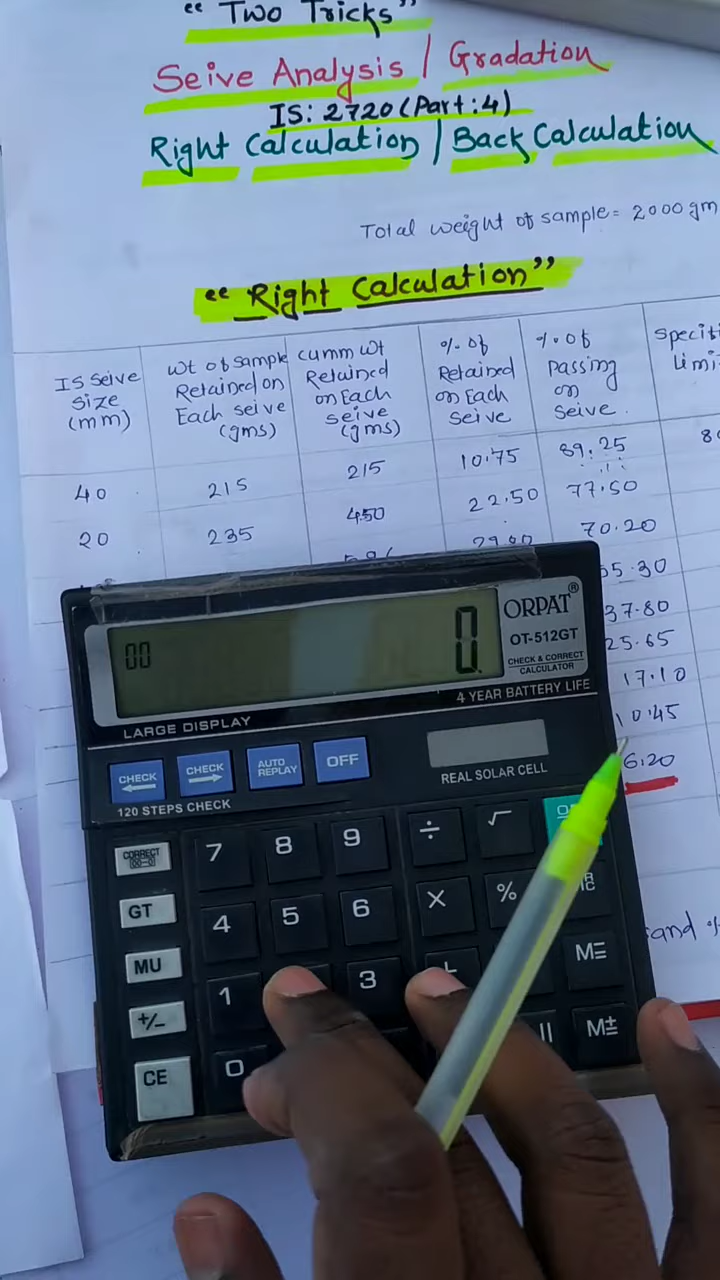 “ Two Tricks”
Seive Analysis / Gradation
IS: 2720 (Part:4)
Right Calculation / Back Calculation
Total weight of sample = 2000 gm
“ Right Calculation”
IS Seive Size (mm)
Wt of sample Retained on Each seive (gms)
Cumm Wt Retained on Each seive (gms)
%. of Retained on Each Seive
%. of Passing on Seive.
40 215 215 10.75 89.25
20 235 450 22.50 77.50
70.20
37.80
25.65
17.10
10.45
6.20
and
00 0.
ORPAT®
OT-512GT
CHECK & CORRECT CALCULATOR
4 YEAR BATTERY LIFE
LARGE DISPLAY
CHECK CHECK AUTO REPLAY OFF
REAL SOLAR CELL
120 STEPS CHECK
CORRECT 7 8 9 ÷ √
GT 4 5 6 X %
MU 1 3 M=
+/- M±
CE 0